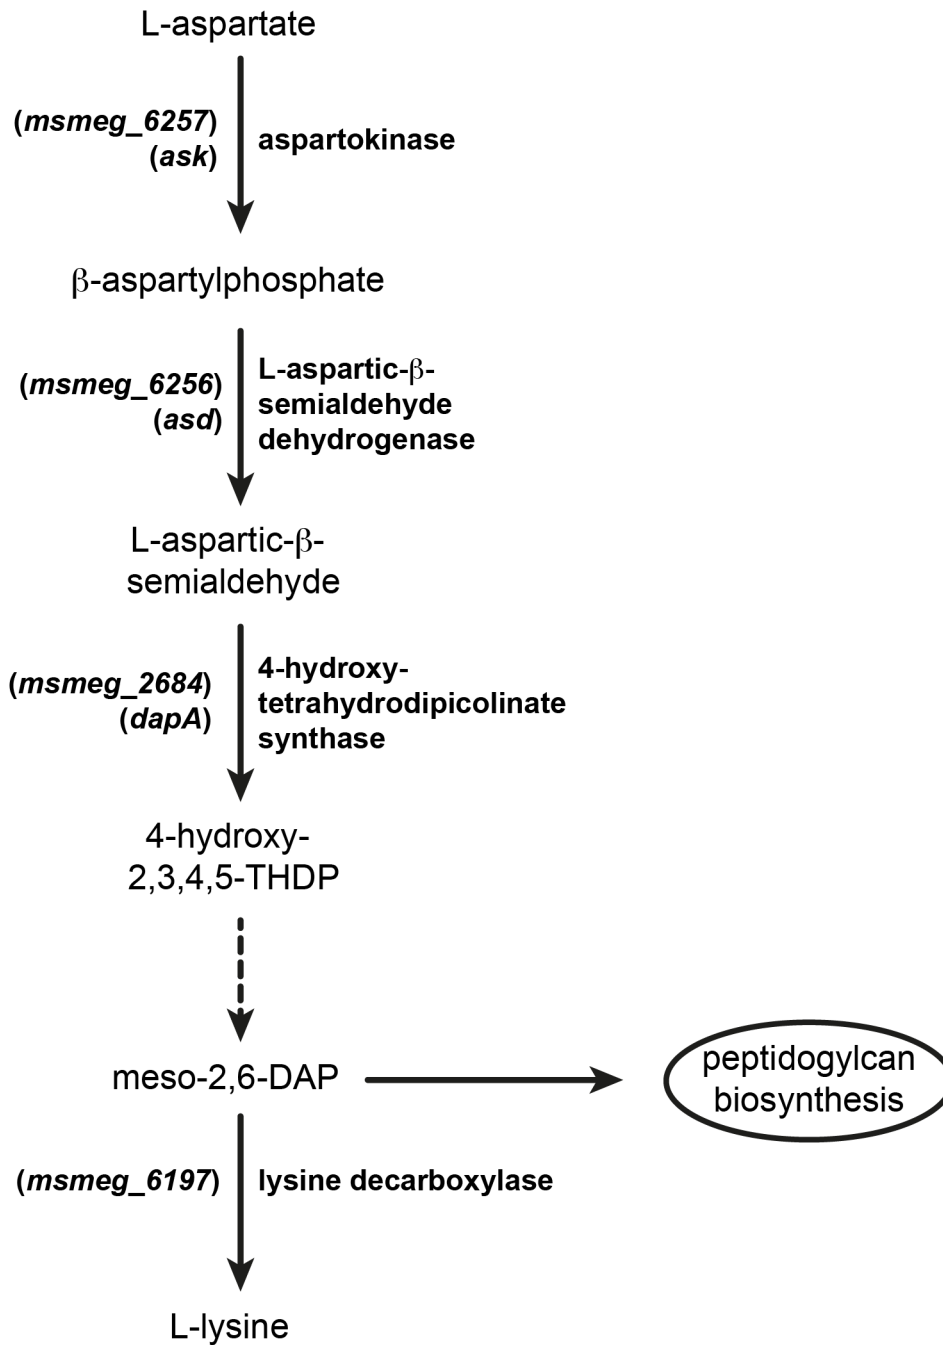 L-aspartate
(msmeg_6257)
(ask)
aspartokinase
β-aspartylphosphate
(msmeg_6256)
(asd)
L-aspartic-β-
semialdehyde
dehydrogenase
L-aspartic-β-
semialdehyde
(msmeg_2684)
(dapA)
4-hydroxy-
tetrahydrodipicolinate
synthase
4-hydroxy-
2,3,4,5-THDP
meso-2,6-DAP
peptidogylcan
biosynthesis
(msmeg_6197)
lysine decarboxylase
L-lysine